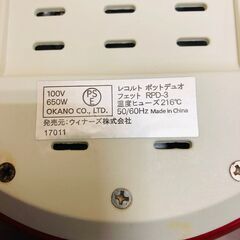 100V
650W
PS
E
OKANO CO., LTD.
発売元:ウィナーズ株式会社
17011
レコルト ポットデュオ
フェット RPD-3
温度ヒューズ216℃
50/60Hz Made in China